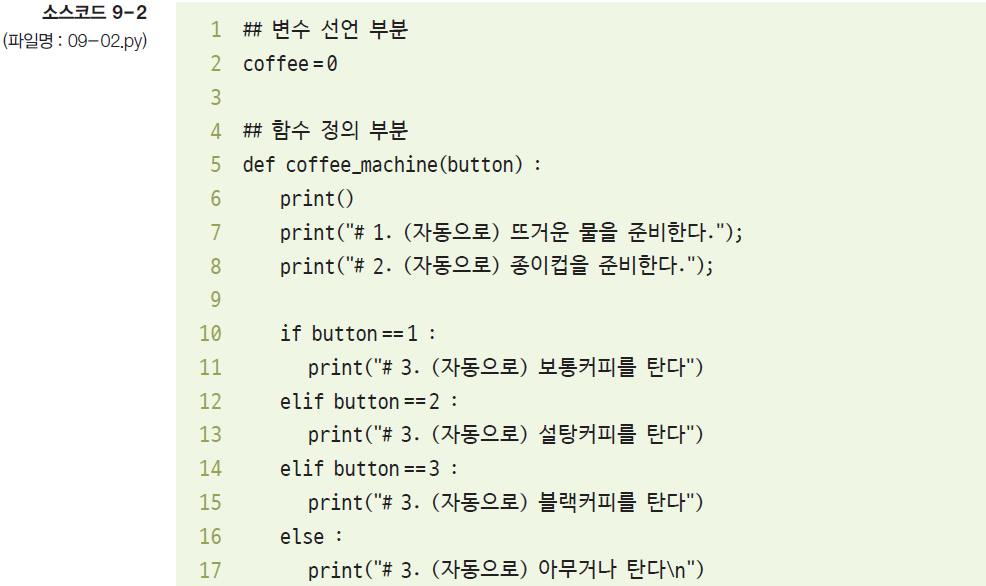 소스코드 9-2
(파일명 : 09-02.py)
1 ## 변수 선언 부분
2 coffee=0
3
4 ## 함수 정의 부분
5 def coffee_machine(button) :
6     print()
7     print("# 1. (자동으로) 뜨거운 물을 준비한다.");
8     print("# 2. (자동으로) 종이컵을 준비한다.");
9
10     if button==1 :
11         print("# 3. (자동으로) 보통커피를 탄다")
12     elif button==2 :
13         print("# 3. (자동으로) 설탕커피를 탄다")
14     elif button==3 :
15         print("# 3. (자동으로) 블랙커피를 탄다")
16     else :
17         print("# 3. (자동으로) 아무거나 탄다\n")